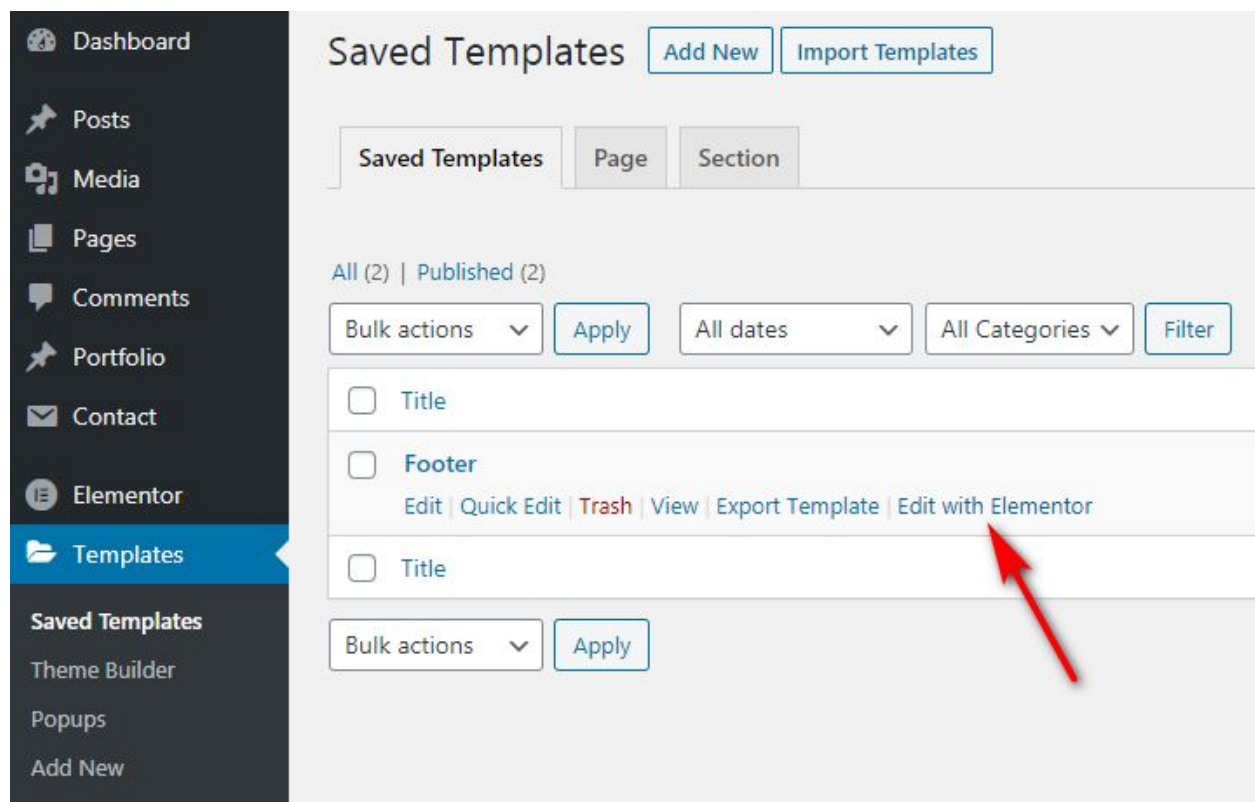 Dashboard
Posts
Media
Pages
Comments
Portfolio
Contact
Elementor
Templates
Saved Templates
Theme Builder
Popups
Add New
Saved Templates Add New Import Templates
Saved Templates Page Section
All (2) | Published (2)
Bulk actions Apply All dates All Categories Filter
Title
Footer
Edit | Quick Edit | Trash | View | Export Template | Edit with Elementor
Title
Bulk actions Apply